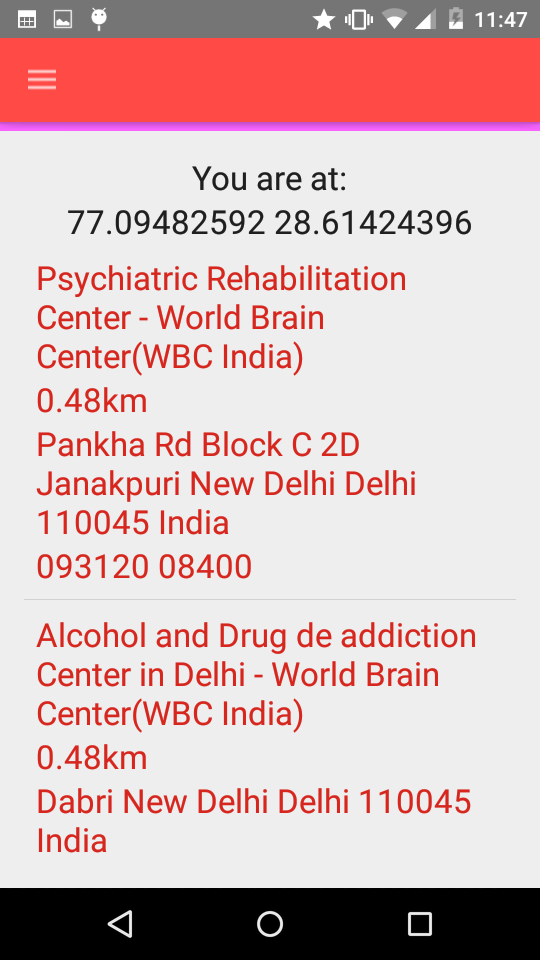 11:47
You are at:
77.09482592 28.61424396
Psychiatric Rehabilitation
Center - World Brain
Center(WBC India)
0.48km
Pankha Rd Block C 2D
Janakpuri New Delhi Delhi
110045 India
093120 08400
Alcohol and Drug de addiction
Center in Delhi - World Brain
Center(WBC India)
0.48km
Dabri New Delhi Delhi 110045
India